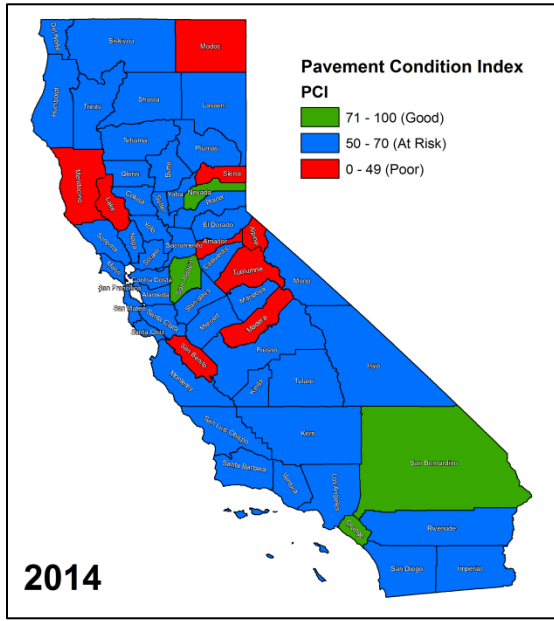 Del Norte
Siskiyou
Modoc
Pavement Condition Index
PCI
71 - 100 (Good)
50 - 70 (At Risk)
0 - 49 (Poor)
Humboldt
Trinity
Shasta
Lassen
Tehama
Plumas
Mendocino
Glenn
Butte
Sierra
Lake
Colusa
Sutter
Yuba
Nevada
Placer
Sonoma
Napa
Yolo
El Dorado
Sacramento
Amador
Alpine
Marin
Solano
Calaveras
Tuolumne
Contra Costa
San Joaquin
San Francisco
Alameda
Stanislaus
Mariposa
Mono
San Mateo
Santa Clara
Merced
Madera
Santa Cruz
San Benito
Fresno
Inyo
Monterey
Kings
Tulare
San Luis Obispo
Kern
San Bernardino
Santa Barbara
Ventura
Los Angeles
Orange
Riverside
San Diego
Imperial
2014